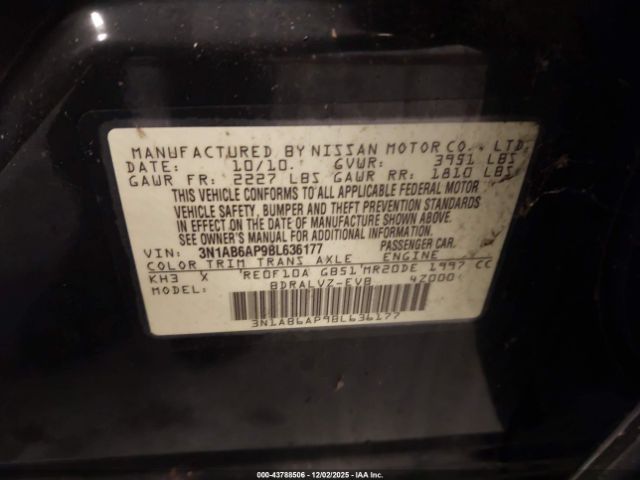 MANUFACTURED BY NISSAN MOTOR CO., LTD.
DATE: 10/10. GVWR: 3991 LBS
GAWR FR: 2227 LBS GAWR RR: 1810 LBS
THIS VEHICLE CONFORMS TO ALL APPLICABLE FEDERAL MOTOR
VEHICLE SAFETY, BUMPER AND THEFT PREVENTION STANDARDS
IN EFFECT ON THE DATE OF MANUFACTURE SHOWN ABOVE.
SEE OWNER'S MANUAL FOR ADDITIONAL INFORMATION.
VIN: 3N1AB6AP9BL636177 PASSENGER CAR.
COLOR TRIM TRANS AXLE ENGINE
KH3 X RE0F10A GB51 MR20DE 1997 CC
MODEL: BDRALVZ-EVB 4Z000
3N1AB6AP9BL636177
000-43788506 - 12/02/2025 - IAA Inc.